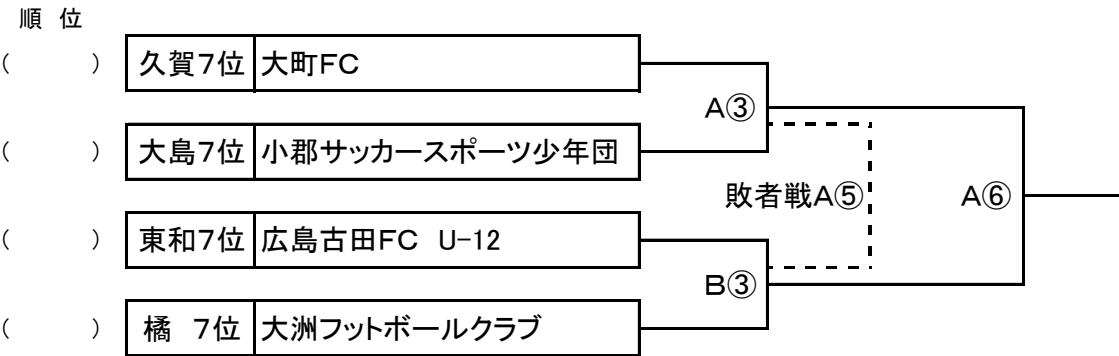 順 位
( ) 久賀7位 大町FC
A③
( ) 大島7位 小郡サッカースポーツ少年団
敗者戦A⑤ A⑥
( ) 東和7位 広島古田FC U-12
B③
( ) 橘 7位 大洲フットボールクラブ